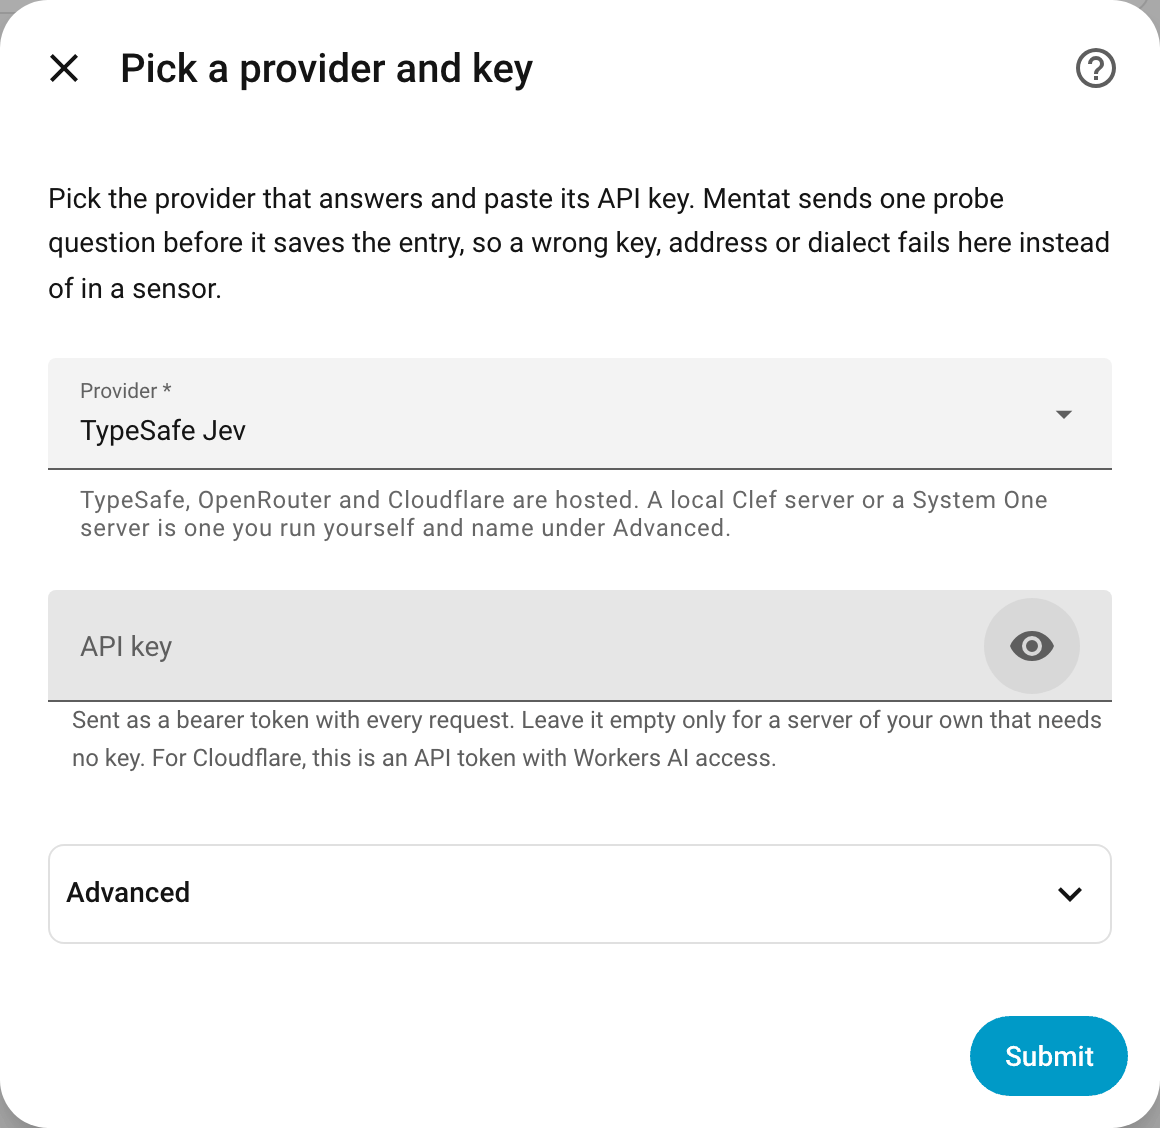 Pick a provider and key
Pick the provider that answers and paste its API key. Mentat sends one probe
question before it saves the entry, so a wrong key, address or dialect fails here instead
of in a sensor.
Provider *
TypeSafe Jev
TypeSafe, OpenRouter and Cloudflare are hosted. A local Clef server or a System One
server is one you run yourself and name under Advanced.
API key
Sent as a bearer token with every request. Leave it empty only for a server of your own that needs
no key. For Cloudflare, this is an API token with Workers AI access.
Advanced
Submit